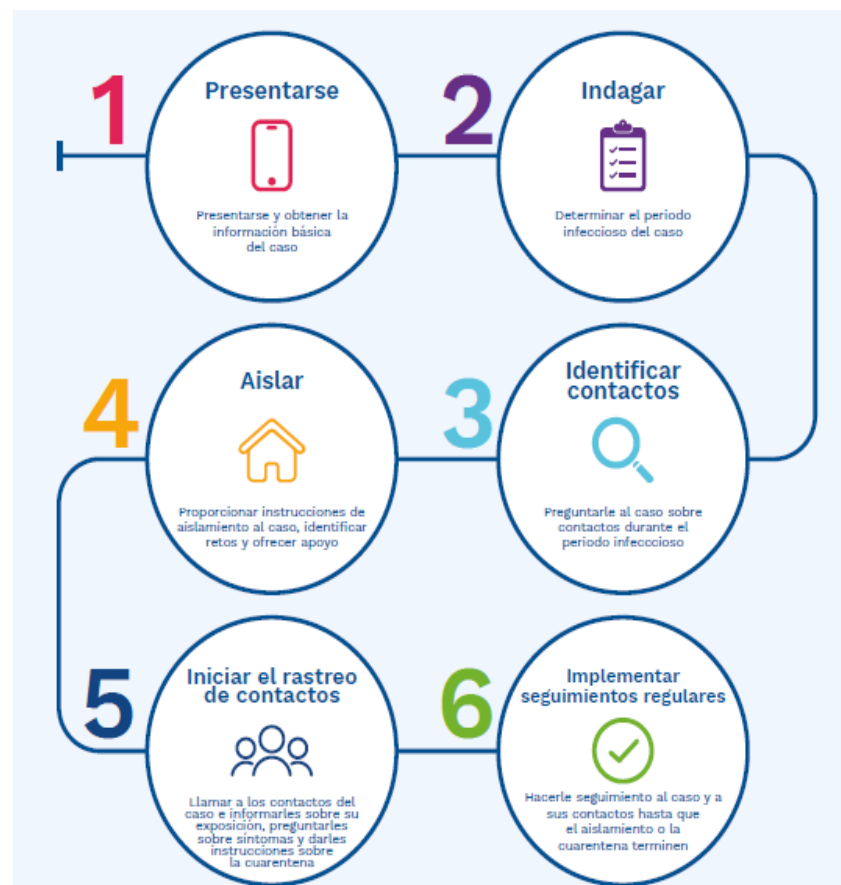 1
Presentarse
Presentarse y obtener la
información básica
del caso
2
Indagar
Determinar el periodo
infeccioso del caso
3
Identificar
contactos
Preguntarle al caso sobre
contactos durante el
periodo infecccioso
4
Aislar
Proporcionar instrucciones de
aislamiento al caso, identificar
retos y ofrecer apoyo
5
Iniciar el rastreo
de contactos
Llamar a los contactos del
caso e informarles sobre su
exposición, preguntarles
sobre síntomas y darles
instrucciones sobre
la cuarentena
6
Implementar
seguimientos regulares
Hacerle seguimiento al caso y a
sus contactos hasta que
el aislamiento o la
cuarentena terminen